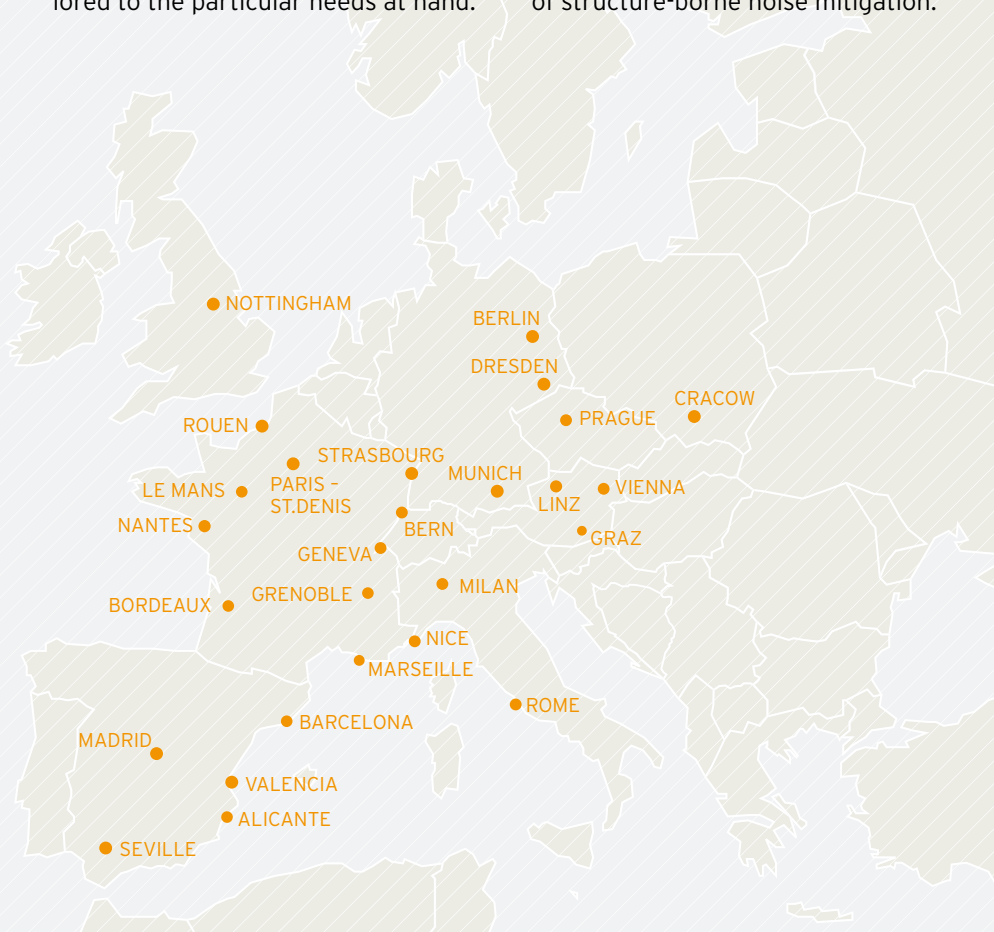 lored to the particular needs at hand.
of structure-borne noise mitigation.
NOTTINGHAM
BERLIN
DRESDEN
CRACOW
PRAGUE
ROUEN
STRASBOURG
MUNICH
PARIS –
ST.DENIS
LE MANS
LINZ
VIENNA
NANTES
BERN
GRAZ
GENEVA
GRENOBLE
MILAN
BORDEAUX
NICE
MARSEILLE
ROME
BARCELONA
MADRID
VALENCIA
ALICANTE
SEVILLE